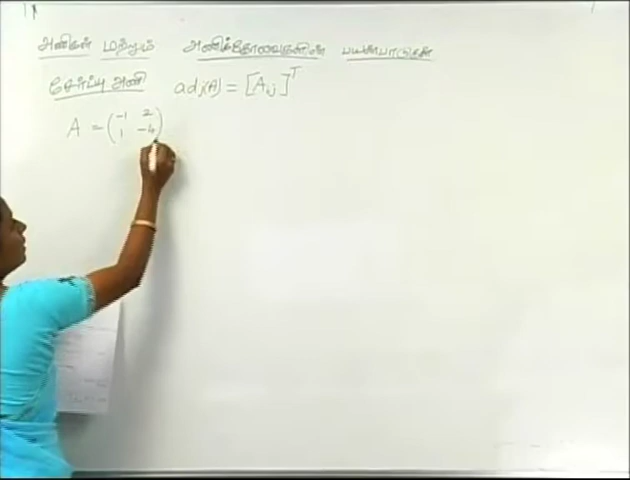 அணிகள் மற்றும் அணிக்கோவைகளின் பயன்பாடுகள்
சேர்ப்பு அணி adj(A) = [Aij]ᵀ
A = (-1 2
1 -4)